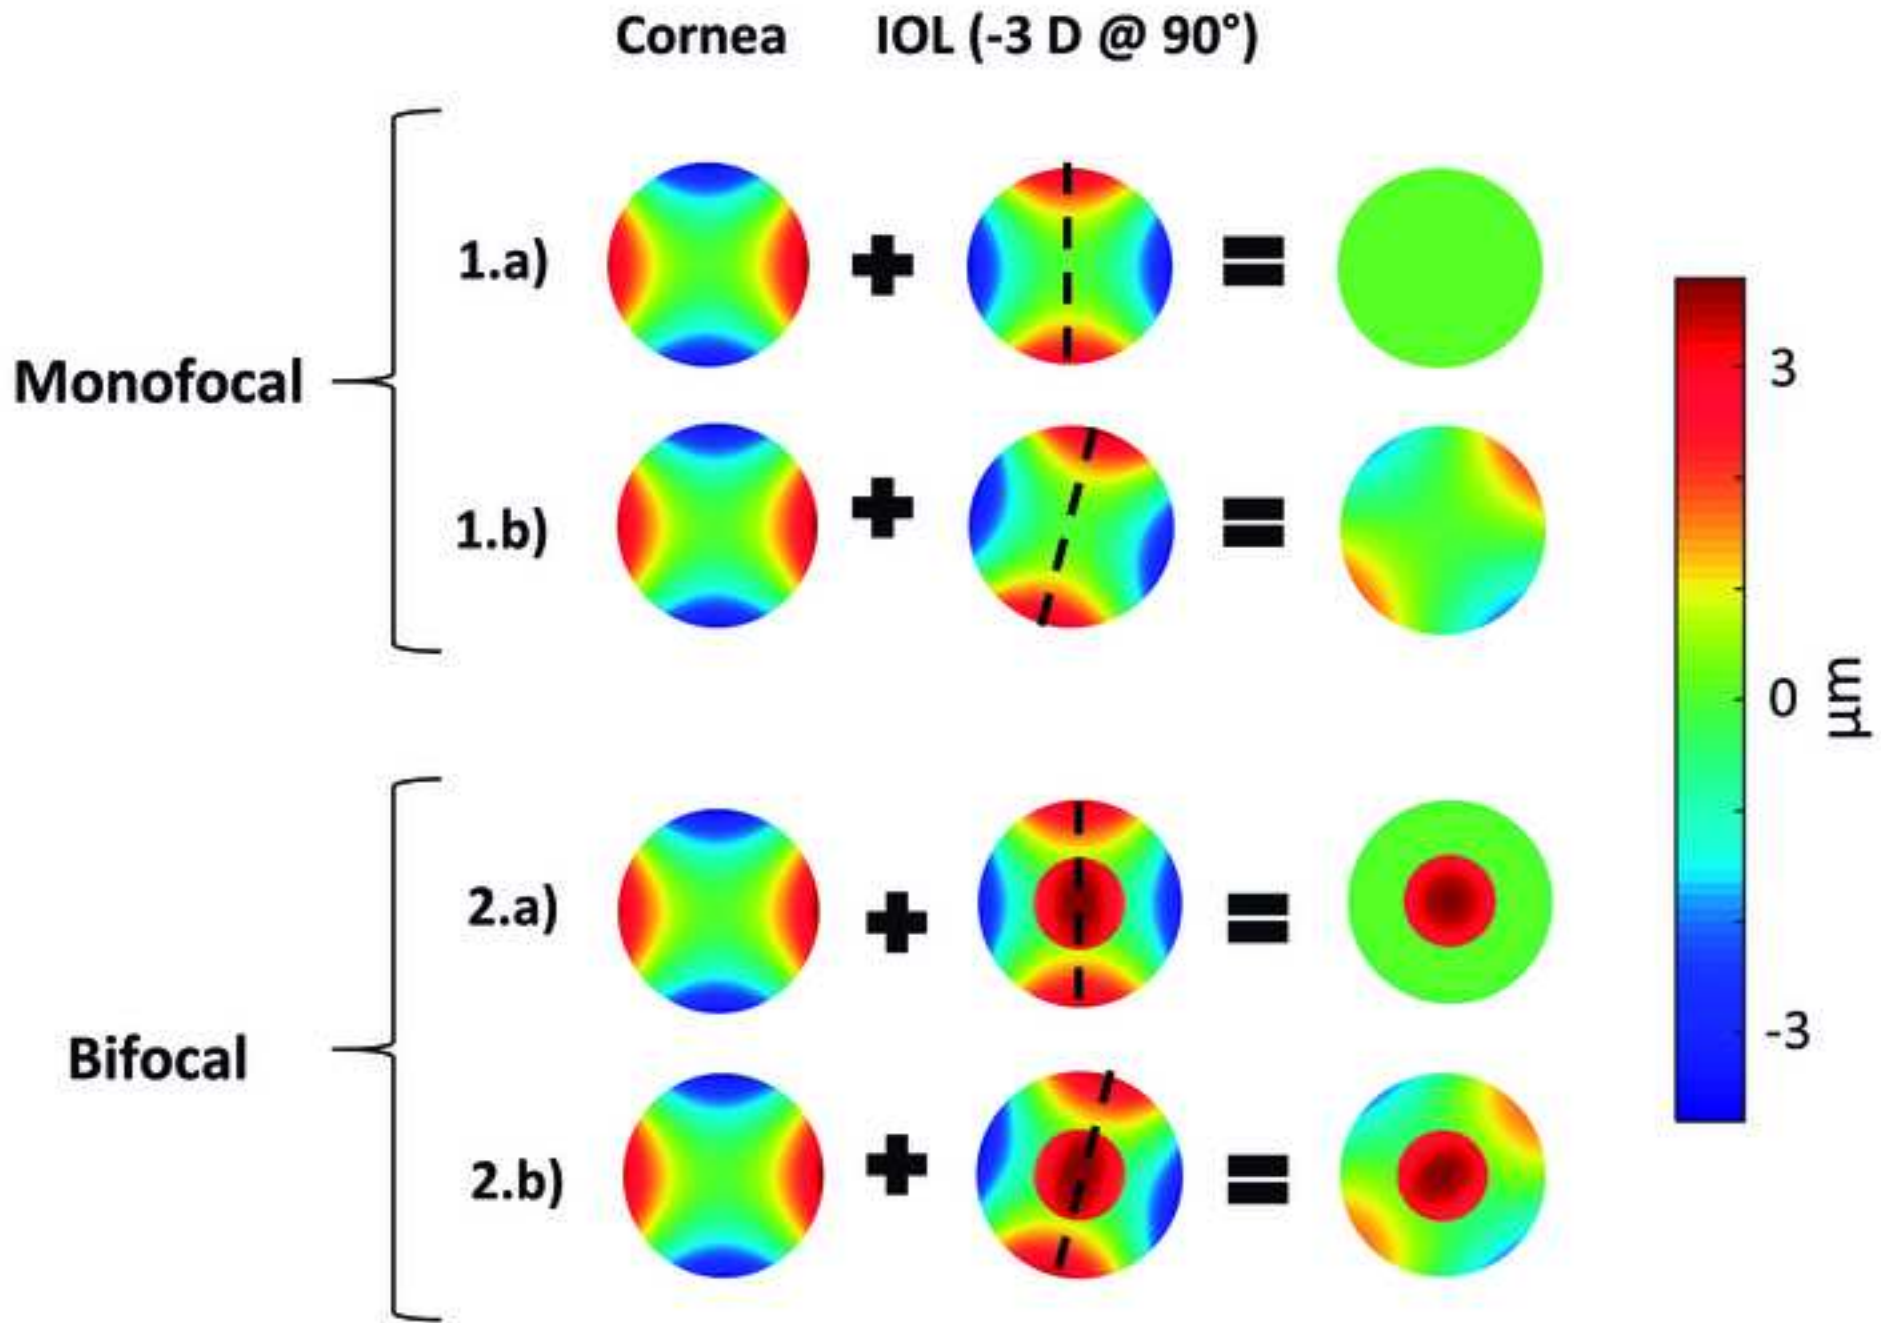 Cornea IOL (-3 D @ 90°)
1.a)
Monofocal
1.b)
3
0
-3
µm
2.a)
Bifocal
2.b)